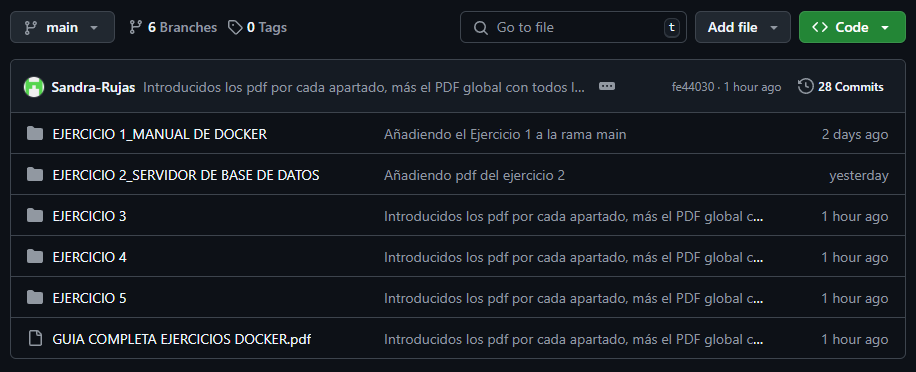 main 6 Branches 0 Tags Go to file t Add file Code
Sandra-Rujas Introducidos los pdf por cada apartado, más el PDF global con todos l... fe44030 · 1 hour ago 28 Commits
EJERCICIO 1_MANUAL DE DOCKER Añadiendo el Ejercicio 1 a la rama main 2 days ago
EJERCICIO 2_SERVIDOR DE BASE DE DATOS Añadiendo pdf del ejercicio 2 yesterday
EJERCICIO 3 Introducidos los pdf por cada apartado, más el PDF global c... 1 hour ago
EJERCICIO 4 Introducidos los pdf por cada apartado, más el PDF global c... 1 hour ago
EJERCICIO 5 Introducidos los pdf por cada apartado, más el PDF global c... 1 hour ago
GUIA COMPLETA EJERCICIOS DOCKER.pdf Introducidos los pdf por cada apartado, más el PDF global c... 1 hour ago